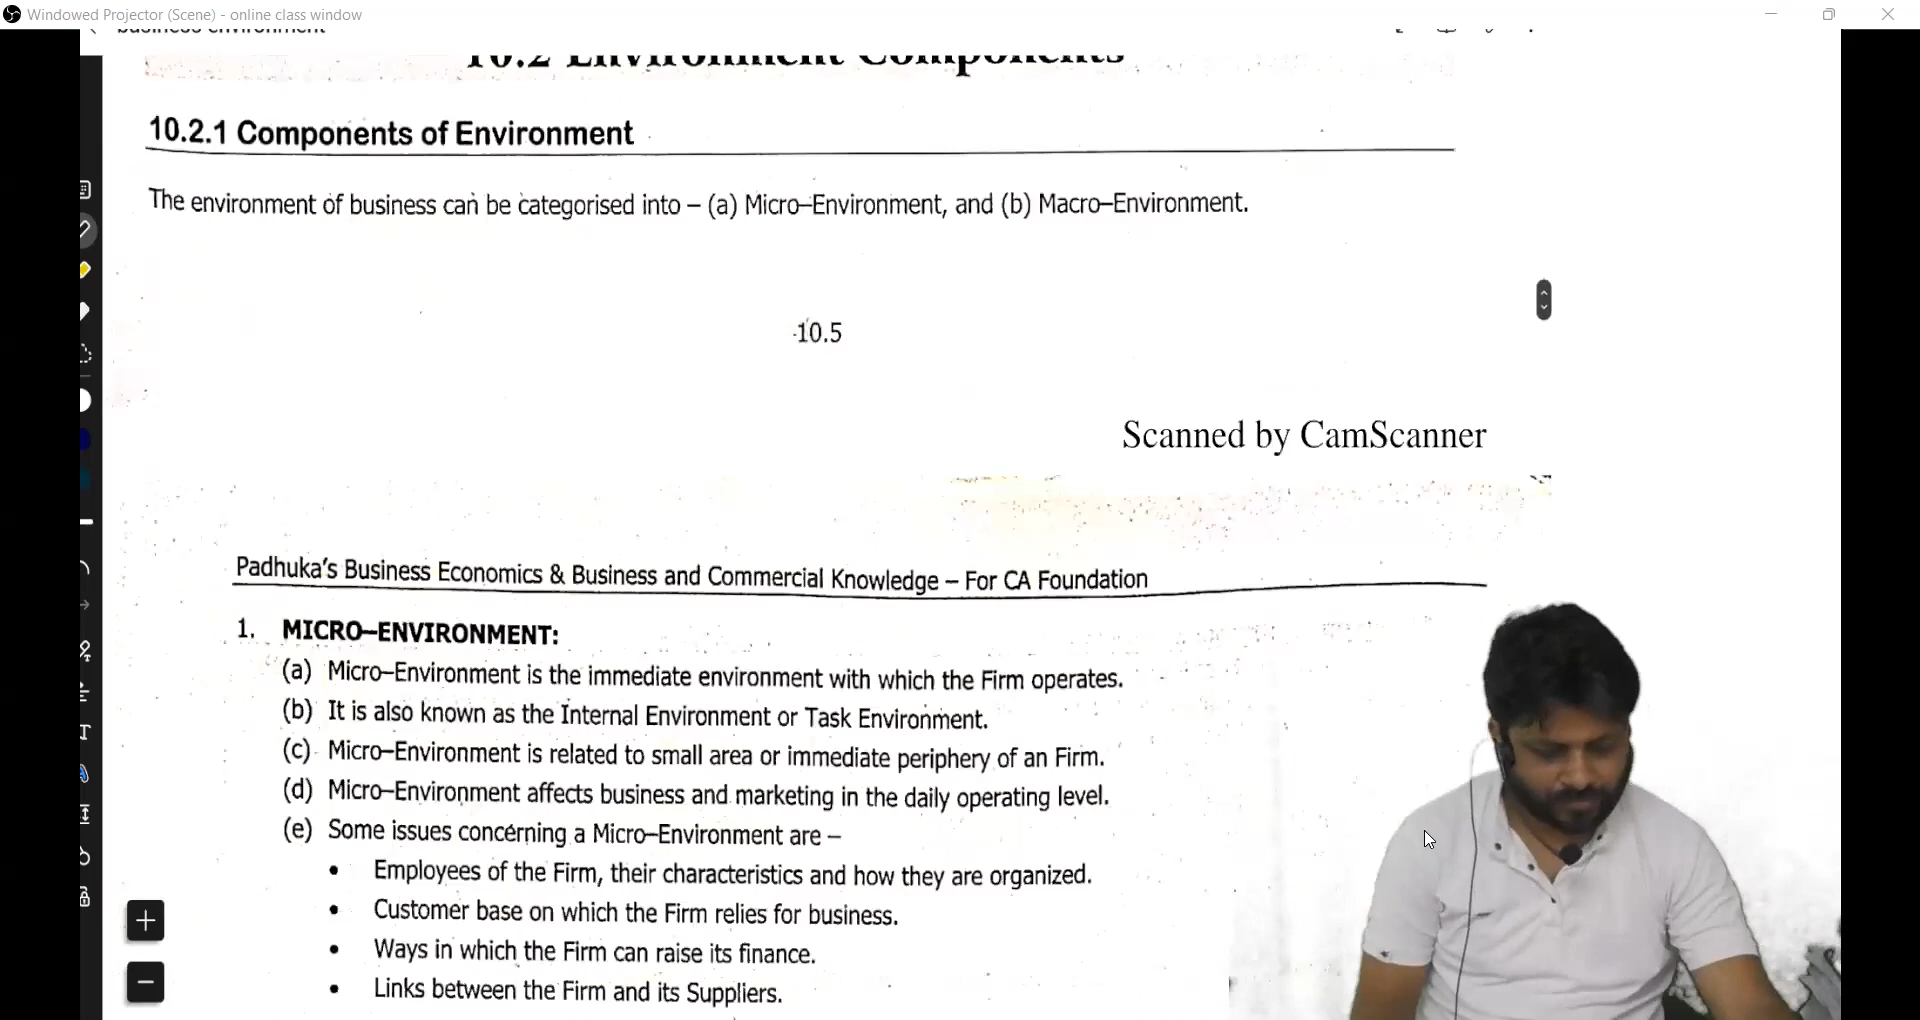 Windowed Projector (Scene) - online class window
business environment
10.2 Environment Components
10.2.1 Components of Environment
The environment of business can be categorised into – (a) Micro–Environment, and (b) Macro–Environment.
10.5
Scanned by CamScanner
Padhuka's Business Economics & Business and Commercial Knowledge – For CA Foundation
1. MICRO–ENVIRONMENT:
(a) Micro–Environment is the immediate environment with which the Firm operates.
(b) It is also known as the Internal Environment or Task Environment.
(c) Micro–Environment is related to small area or immediate periphery of an Firm.
(d) Micro–Environment affects business and marketing in the daily operating level.
(e) Some issues concerning a Micro–Environment are –
• Employees of the Firm, their characteristics and how they are organized.
• Customer base on which the Firm relies for business.
• Ways in which the Firm can raise its finance.
• Links between the Firm and its Suppliers.